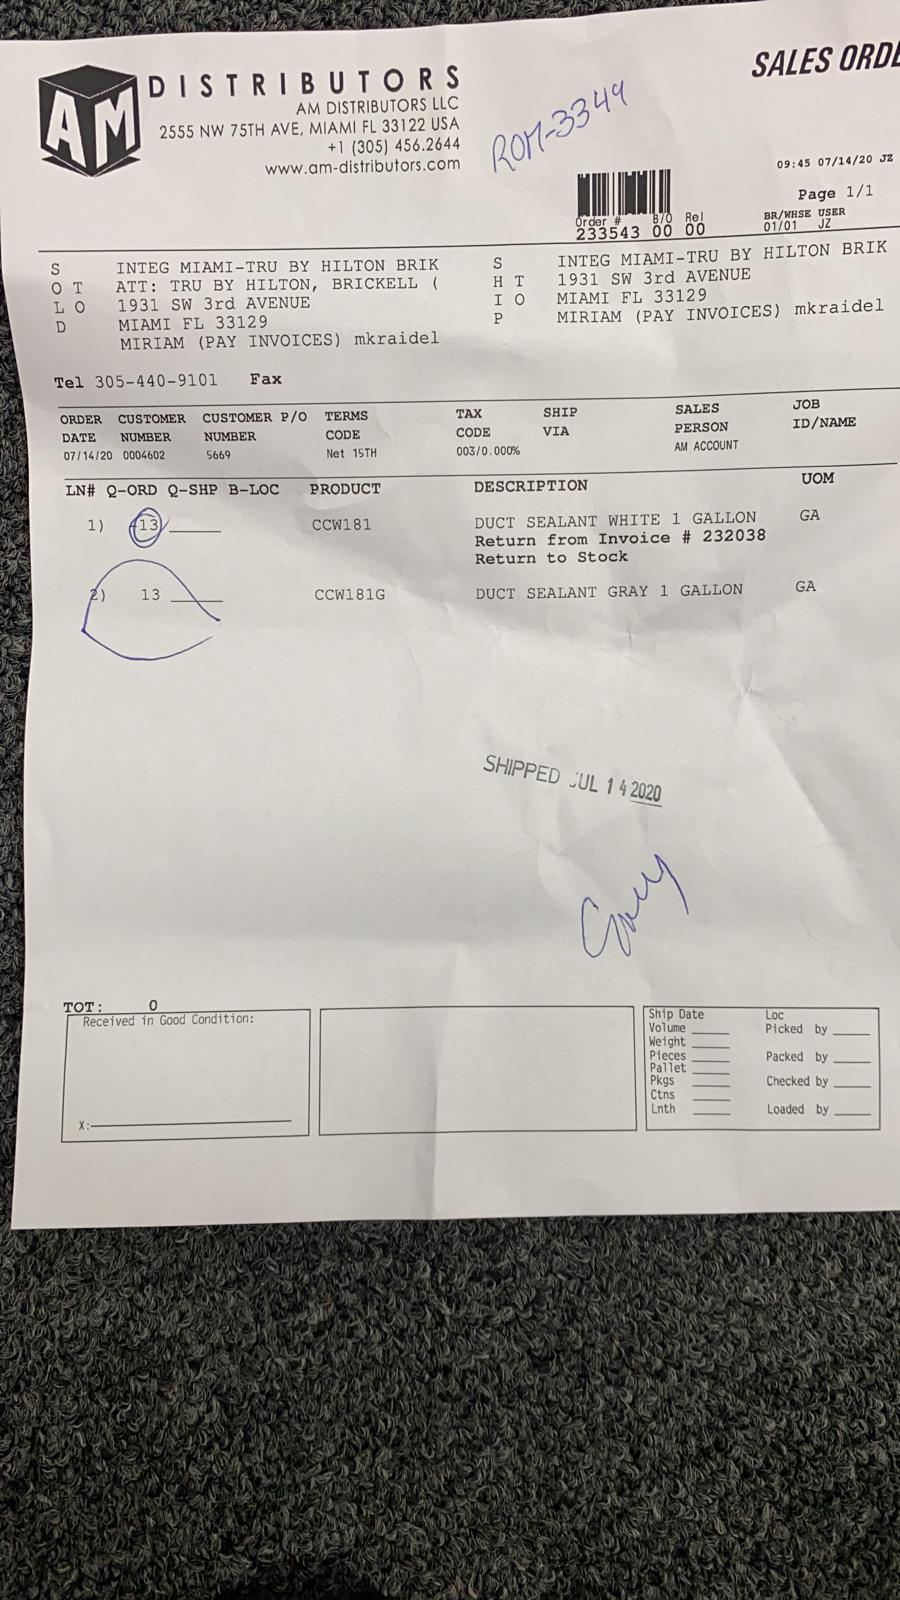 AM DISTRIBUTORS
SALES ORDE
AM DISTRIBUTORS LLC
2555 NW 75TH AVE, MIAMI FL 33122 USA
+1 (305) 456.2644
www.am-distributors.com
ROM-3349
09:45 07/14/20 JZ
Page 1/1
Order # B/O Rel
233543 00 00
BR/WHSE USER
01/01 JZ
SOLD TO
INTEG MIAMI-TRU BY HILTON BRIK
ATT: TRU BY HILTON, BRICKELL (
1931 SW 3rd AVENUE
MIAMI FL 33129
MIRIAM (PAY INVOICES) mkraidel
SHIP TO
INTEG MIAMI-TRU BY HILTON BRIK
1931 SW 3rd AVENUE
MIAMI FL 33129
MIRIAM (PAY INVOICES) mkraidel
Tel 305-440-9101 Fax
ORDER CUSTOMER CUSTOMER P/O TERMS TAX SHIP SALES JOB
DATE NUMBER NUMBER CODE CODE VIA PERSON ID/NAME
07/14/20 0004602 5669 Net 15TH 003/0.000% AM ACCOUNT
LN# Q-ORD Q-SHP B-LOC PRODUCT DESCRIPTION UOM
1) -13 CCW181 DUCT SEALANT WHITE 1 GALLON GA
Return from Invoice # 232038
Return to Stock
2) 13 CCW181G DUCT SEALANT GRAY 1 GALLON GA
SHIPPED JUL 14 2020
TOT: 0
Received in Good Condition:
X:
Ship Date Loc
Volume Picked by
Weight
Pieces Packed by
Pallet
Pkgs Checked by
Ctns
Lnth Loaded by